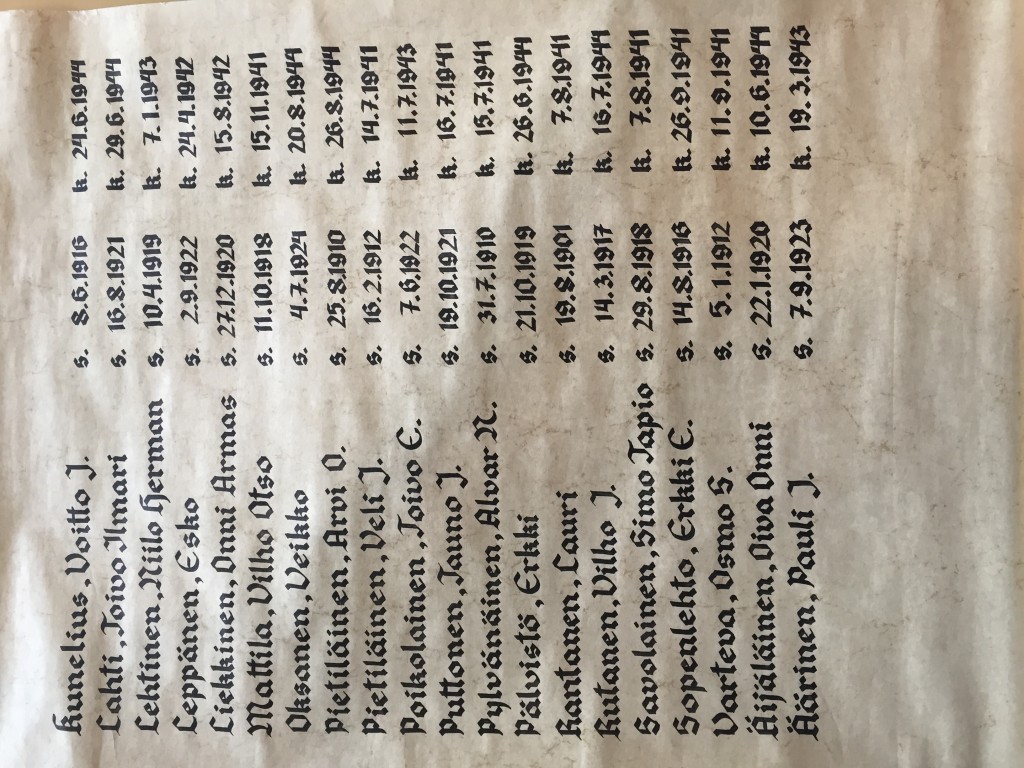 Kunelius, Voitto J. s. 8.6.1916 k. 24.6.1944
Lahti, Toivo Ilmari s. 16.8.1921 k. 29.6.1944
Lehtinen, Niilo Herman s. 10.4.1919 k. 7.1.1943
Leppänen, Esko s. 2.9.1922 k. 24.4.1942
Liekkinen, Onni Armas s. 27.12.1920 k. 15.8.1942
Mattila, Vilho Otso s. 11.10.1918 k. 15.11.1941
Oksanen, Veikko s. 4.7.1924 k. 20.8.1944
Pietiläinen, Arvi O. s. 25.8.1910 k. 26.8.1944
Pietiläinen, Veli J. s. 16.2.1912 k. 14.7.1941
Poikolainen, Toivo E. s. 7.6.1922 k. 11.7.1943
Puttonen, Tauno J. s. 19.10.1921 k. 16.7.1941
Pylvänäinen, Alvar N. s. 31.7.1910 k. 15.7.1941
Pälvistö, Erkki s. 21.10.1919 k. 26.6.1944
Rantanen, Lauri s. 19.8.1901 k. 7.8.1941
Rutanen, Vilho J. s. 14.3.1917 k. 16.7.1944
Savolainen, Simo Tapio s. 29.8.1918 k. 7.8.1941
Sopenlehto, Erkki E. s. 14.8.1916 k. 26.9.1941
Varteva, Osmo S. s. 5.11.1912 k. 11.9.1941
Äijäläinen, Oiva Onni s. 22.1.1920 k. 10.6.1944
Äärinen, Pauli J. s. 7.9.1923 k. 19.3.1943